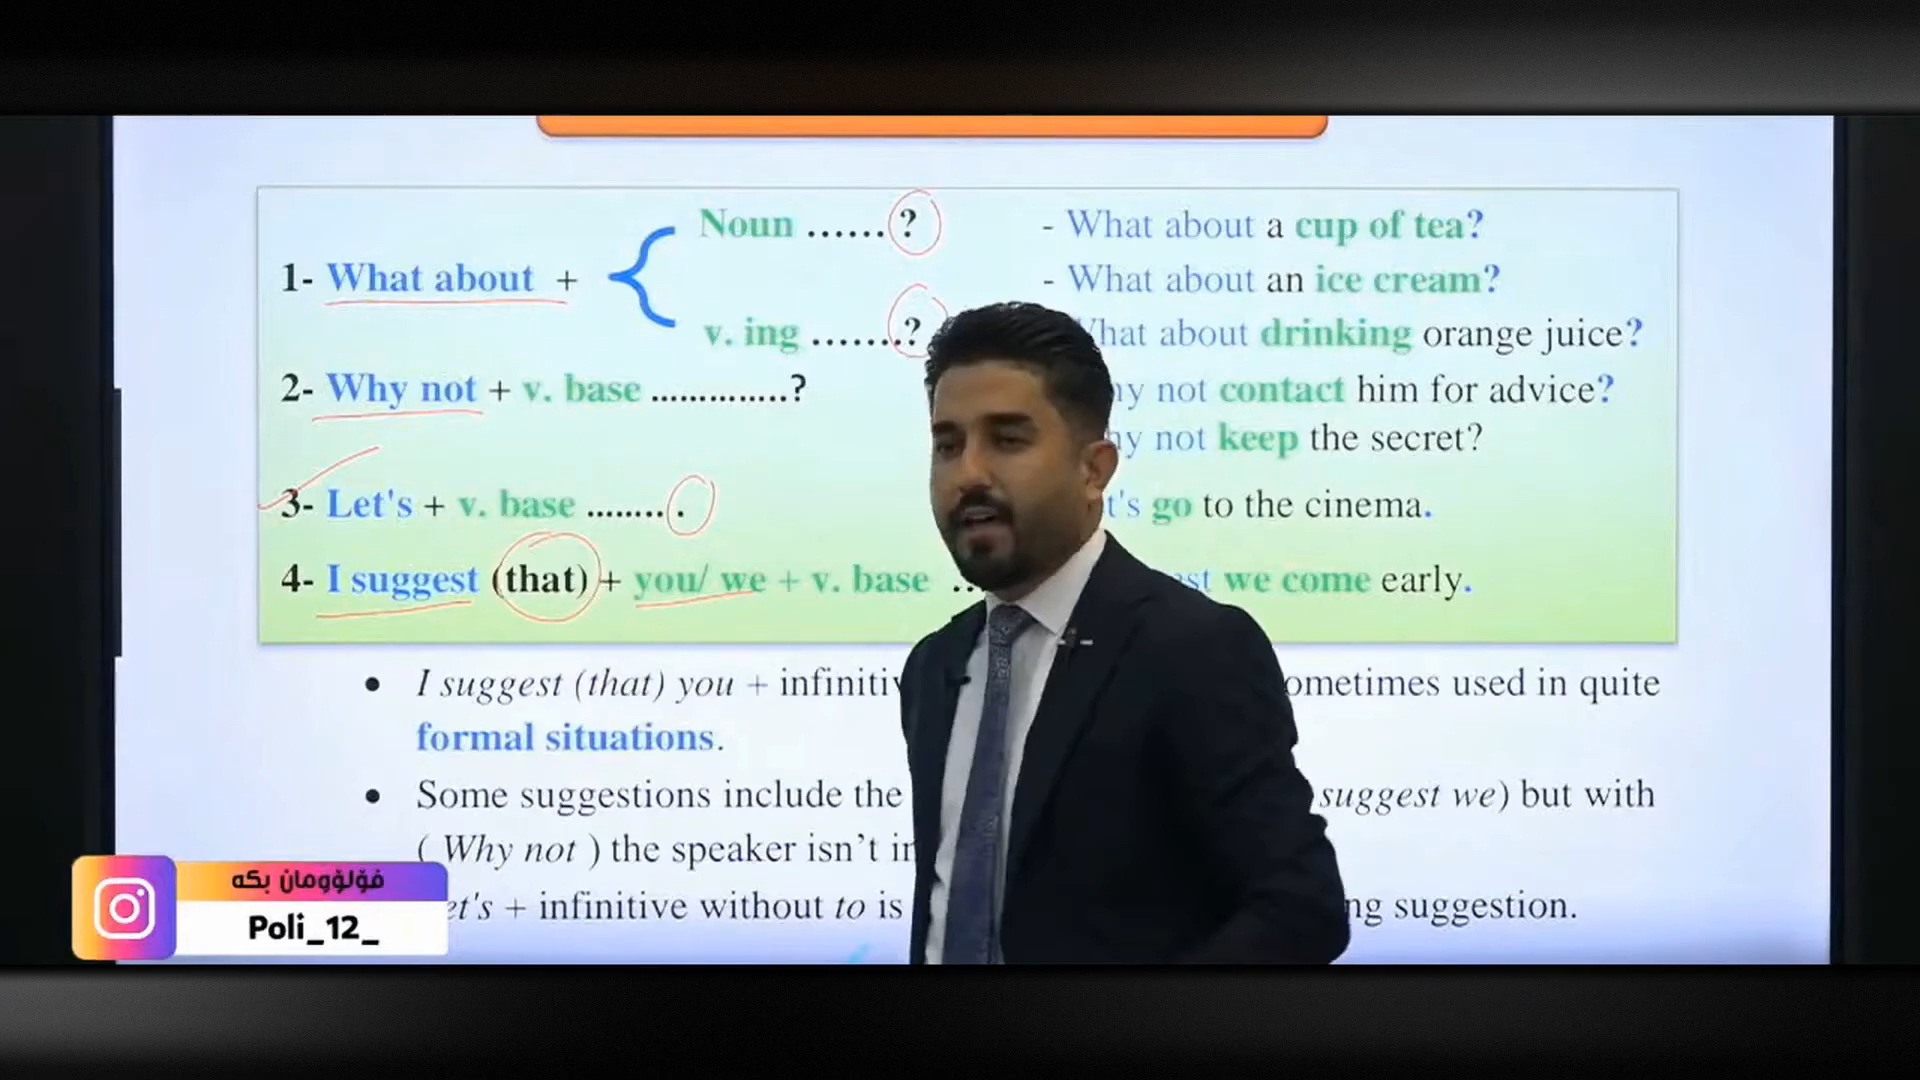 Noun ......? - What about a cup of tea?
1- What about + - What about an ice cream?
v. ing .......? What about drinking orange juice?
2- Why not + v. base .............? not contact him for advice?
not keep the secret?
3- Let's + v. base ........ . go to the cinema.
4- I suggest (that) + you/ we + v. base we come early.
• I suggest (that) you + sometimes used in quite
formal situations.
• Some suggestions include the suggest we) but with
( Why not ) the speaker isn't
+ infinitive without to is suggestion.
فۆلۆومان بکە
Poli_12_